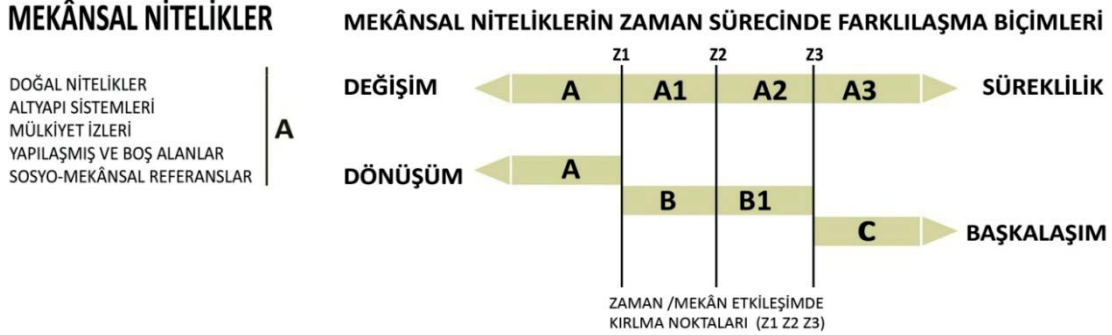 MEKÂNSAL NİTELİKLER
DOĞAL NİTELİKLER
ALTYAPI SİSTEMLERİ
MÜLKİYET İZLERİ
YAPILAŞMIŞ VE BOŞ ALANLAR
SOSYO-MEKÂNSAL REFERANSLAR
A
MEKÂNSAL NİTELİKLERİN ZAMAN SÜRECİNDE FARKLILAŞMA BİÇİMLERİ
Z1 Z2 Z3
DEĞİŞİM A A1 A2 A3 SÜREKLİLİK
DÖNÜŞÜM A
B B1
C BAŞKALAŞIM
ZAMAN /MEKÂN ETKİLEŞİMDE
KIRLMA NOKTALARI (Z1 Z2 Z3)